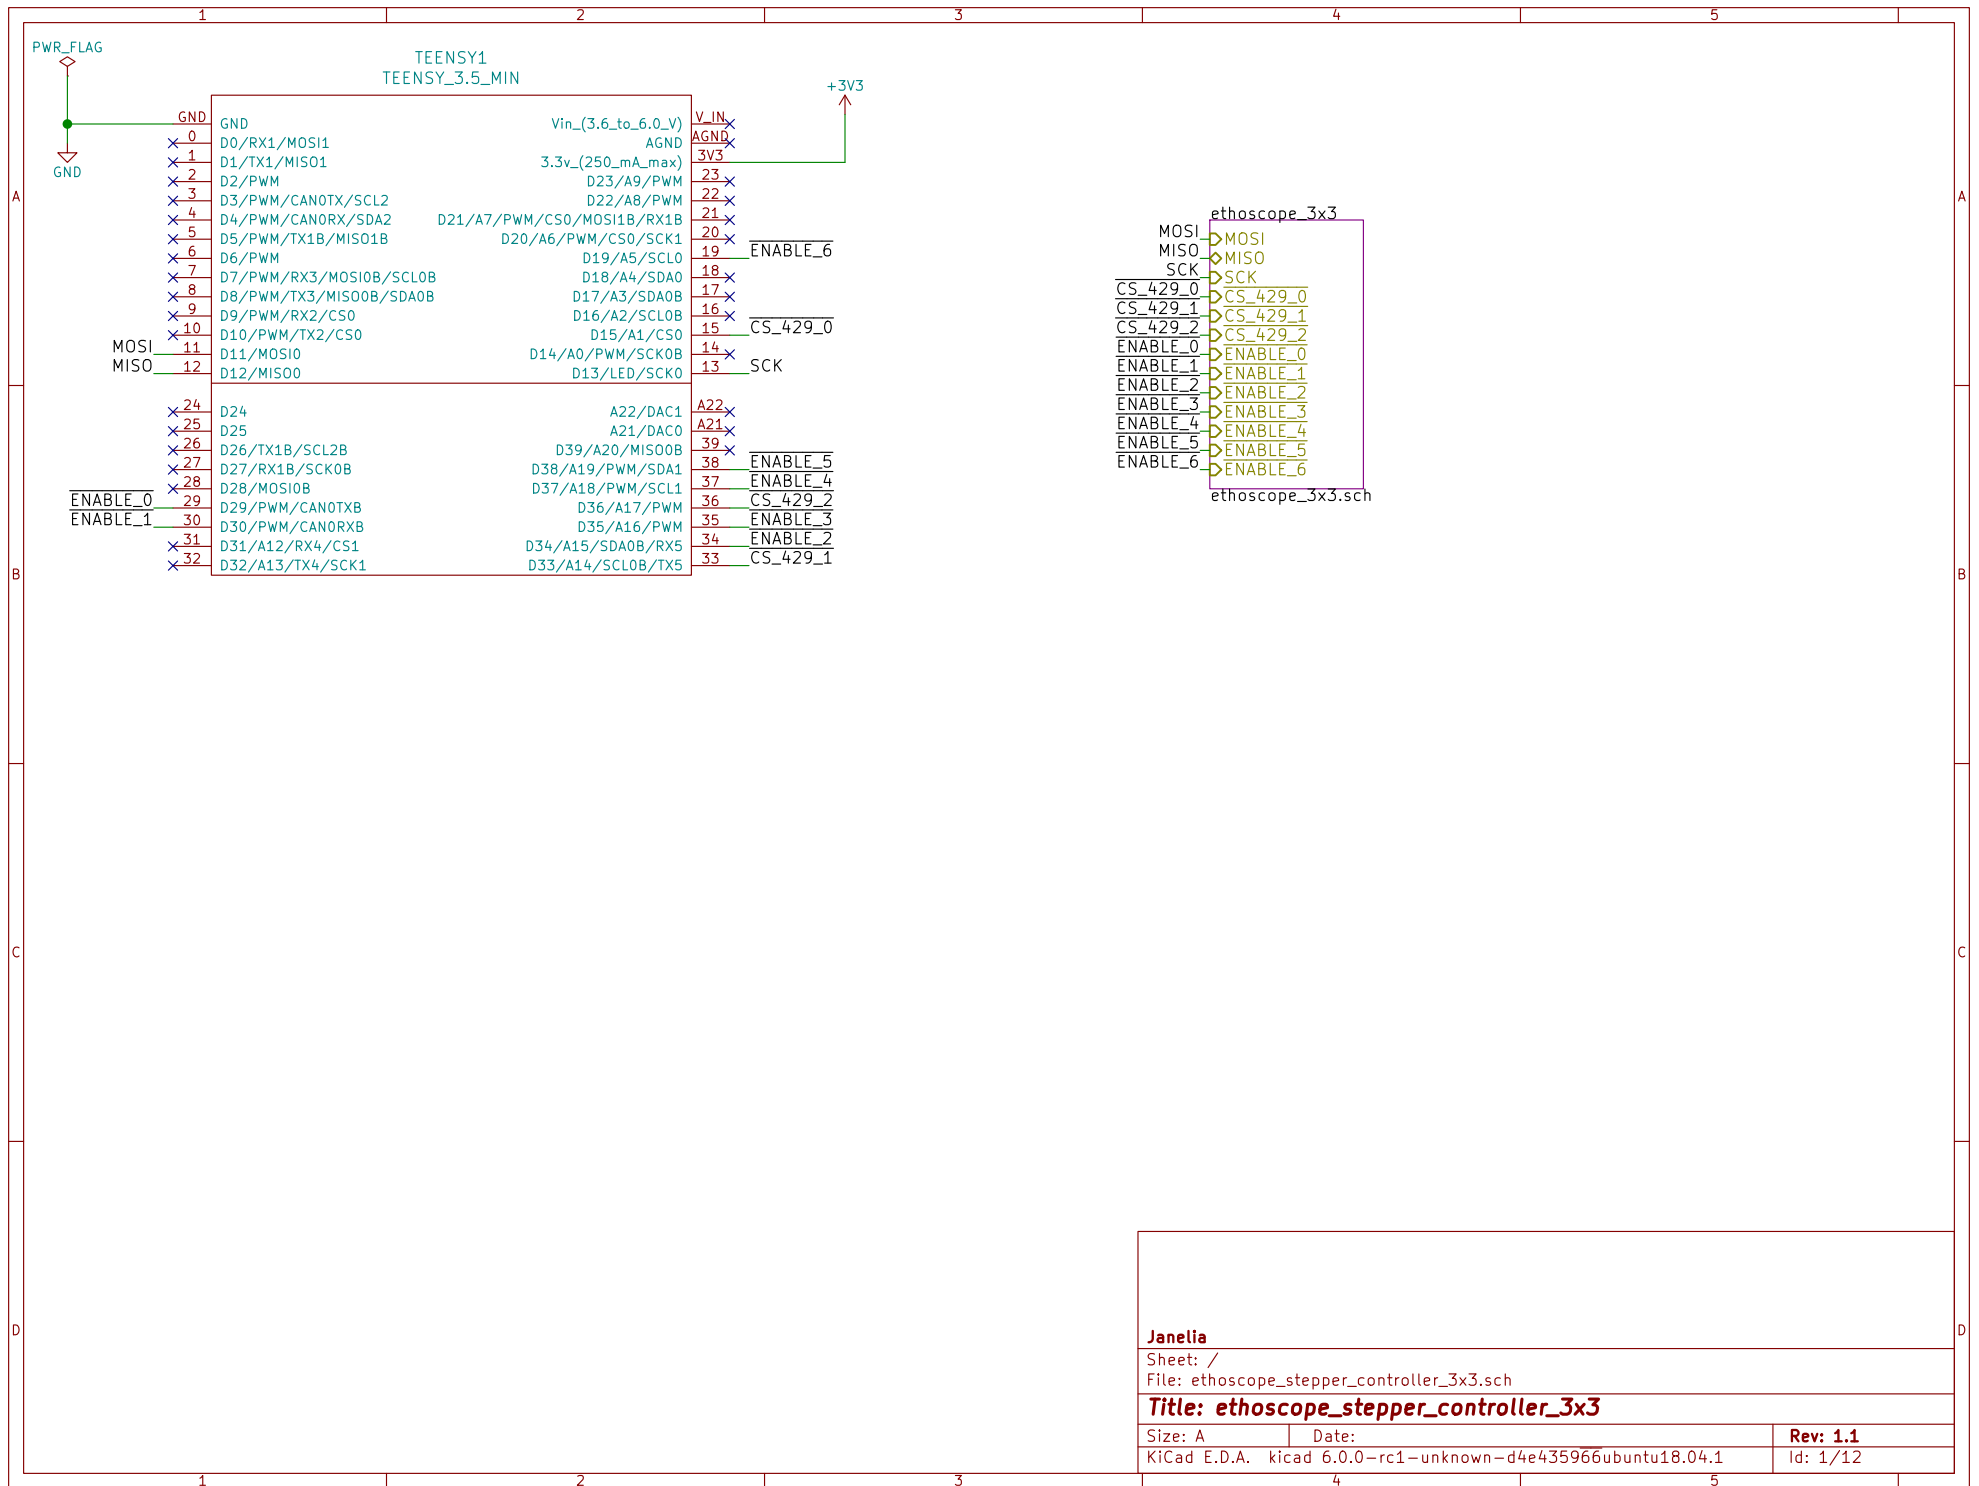 1 2 3 4 5
PWR_FLAG
GND
TEENSY1
TEENSY_3.5_MIN
+3V3
GND GND
0 D0/RX1/MOSI1
1 D1/TX1/MISO1
2 D2/PWM
3 D3/PWM/CAN0TX/SCL2
4 D4/PWM/CAN0RX/SDA2
5 D5/PWM/TX1B/MISO1B
6 D6/PWM
7 D7/PWM/RX3/MOSI0B/SCL0B
8 D8/PWM/TX3/MISO0B/SDA0B
9 D9/PWM/RX2/CS0
10 D10/PWM/TX2/CS0
MOSI 11 D11/MOSI0
MISO 12 D12/MISO0
24 D24
25 D25
26 D26/TX1B/SCL2B
27 D27/RX1B/SCK0B
28 D28/MOSI0B
ENABLE_0 29 D29/PWM/CAN0TXB
ENABLE_1 30 D30/PWM/CAN0RXB
31 D31/A12/RX4/CS1
32 D32/A13/TX4/SCK1
Vin_(3.6_to_6.0_V) V_IN
AGND AGND
3.3v_(250_mA_max) 3V3
D23/A9/PWM 23
D22/A8/PWM 22
D21/A7/PWM/CS0/MOSI1B/RX1B 21
D20/A6/PWM/CS0/SCK1 20
D19/A5/SCL0 19 ENABLE_6
D18/A4/SDA0 18
D17/A3/SDA0B 17
D16/A2/SCL0B 16
D15/A1/CS0 15 CS_429_0
D14/A0/PWM/SCK0B 14
D13/LED/SCK0 13 SCK
A22/DAC1 A22
A21/DAC0 A21
D39/A20/MISO0B 39
D38/A19/PWM/SDA1 38 ENABLE_5
D37/A18/PWM/SCL1 37 ENABLE_4
D36/A17/PWM 36 CS_429_2
D35/A16/PWM 35 ENABLE_3
D34/A15/SDA0B/RX5 34 ENABLE_2
D33/A14/SCL0B/TX5 33 CS_429_1
ethoscope_3x3
MOSI MOSI
MISO MISO
SCK SCK
CS_429_0 CS_429_0
CS_429_1 CS_429_1
CS_429_2 CS_429_2
ENABLE_0 ENABLE_0
ENABLE_1 ENABLE_1
ENABLE_2 ENABLE_2
ENABLE_3 ENABLE_3
ENABLE_4 ENABLE_4
ENABLE_5 ENABLE_5
ENABLE_6 ENABLE_6
ethoscope_3x3.sch
A A
B B
C C
D D
Janelia
Sheet: /
File: ethoscope_stepper_controller_3x3.sch
Title: ethoscope_stepper_controller_3x3
Size: A Date: Rev: 1.1
KiCad E.D.A. kicad 6.0.0-rc1-unknown-d4e435966ubuntu18.04.1 Id: 1/12
1 2 3 4 5